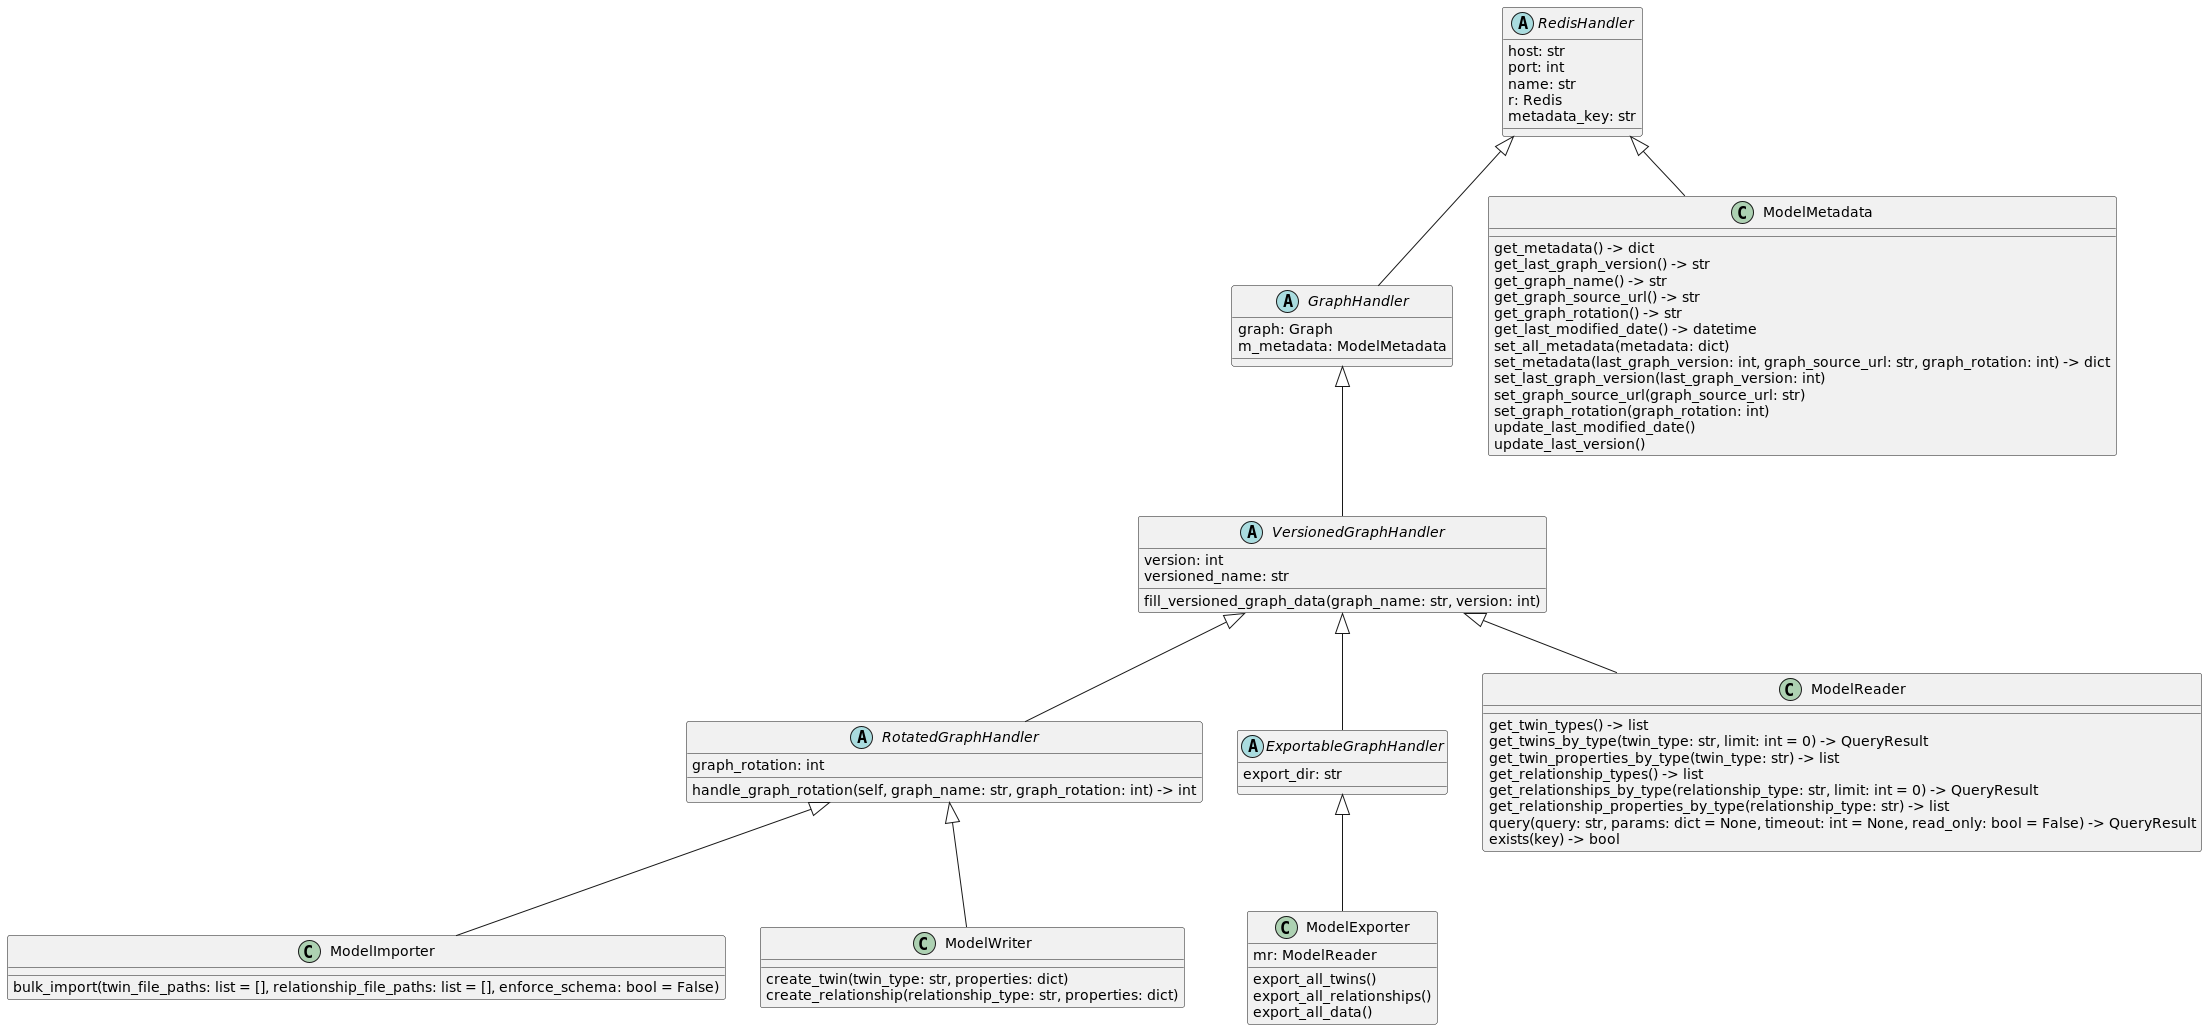 A RedisHandler
host: str
port: int
name: str
r: Redis
metadata_key: str
C ModelMetadata
get_metadata() -> dict
get_last_graph_version() -> str
get_graph_name() -> str
get_graph_source_url() -> str
get_graph_rotation() -> str
get_last_modified_date() -> datetime
set_all_metadata(metadata: dict)
set_metadata(last_graph_version: int, graph_source_url: str, graph_rotation: int) -> dict
set_last_graph_version(last_graph_version: int)
set_graph_source_url(graph_source_url: str)
set_graph_rotation(graph_rotation: int)
update_last_modified_date()
update_last_version()
A GraphHandler
graph: Graph
m_metadata: ModelMetadata
A VersionedGraphHandler
version: int
versioned_name: str
fill_versioned_graph_data(graph_name: str, version: int)
A RotatedGraphHandler
graph_rotation: int
handle_graph_rotation(self, graph_name: str, graph_rotation: int) -> int
A ExportableGraphHandler
export_dir: str
C ModelReader
get_twin_types() -> list
get_twins_by_type(twin_type: str, limit: int = 0) -> QueryResult
get_twin_properties_by_type(twin_type: str) -> list
get_relationship_types() -> list
get_relationships_by_type(relationship_type: str, limit: int = 0) -> QueryResult
get_relationship_properties_by_type(relationship_type: str) -> list
query(query: str, params: dict = None, timeout: int = None, read_only: bool = False) -> QueryResult
exists(key) -> bool
C ModelImporter
bulk_import(twin_file_paths: list = [], relationship_file_paths: list = [], enforce_schema: bool = False)
C ModelWriter
create_twin(twin_type: str, properties: dict)
create_relationship(relationship_type: str, properties: dict)
C ModelExporter
mr: ModelReader
export_all_twins()
export_all_relationships()
export_all_data()